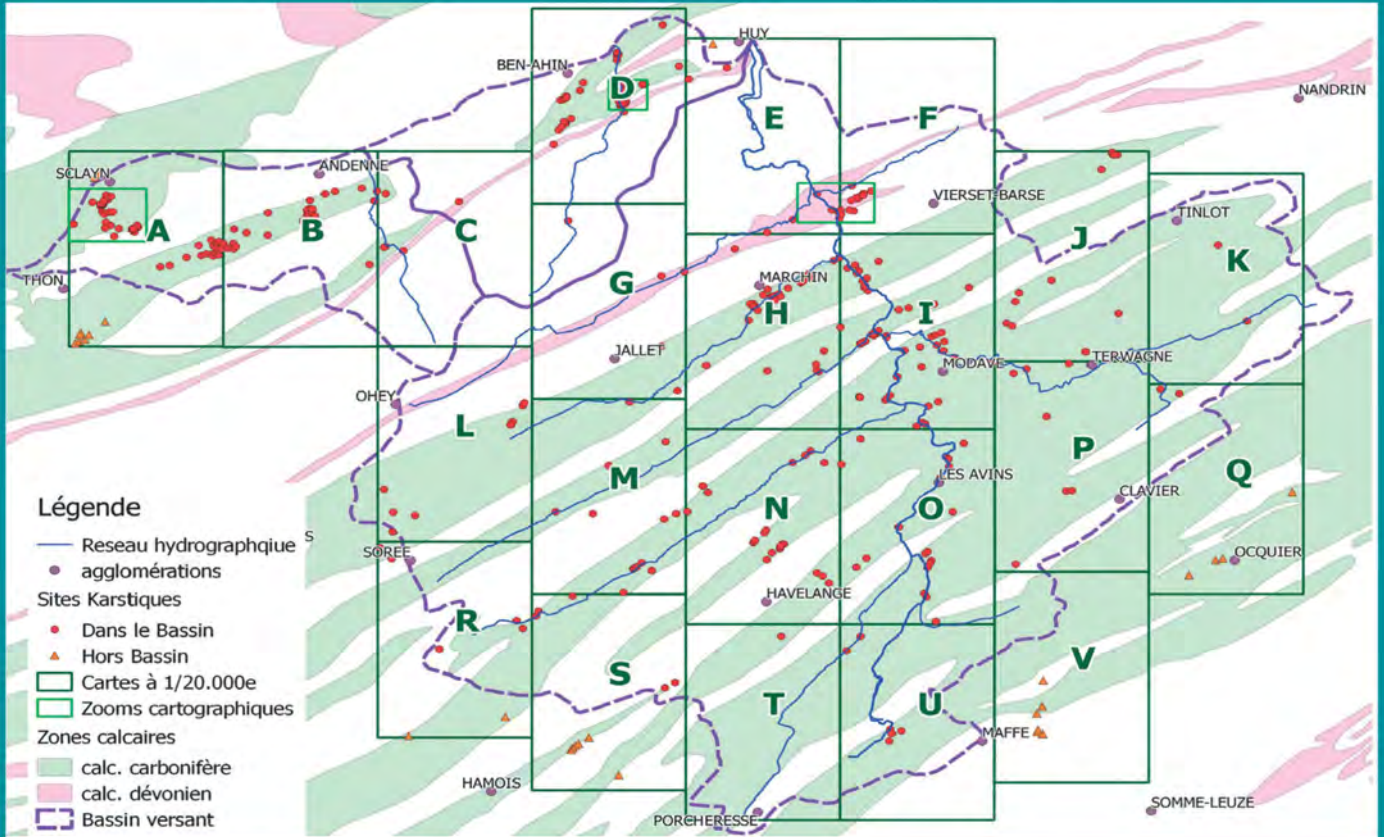 HUY
BEN-AHIN
D
E
F
NANDRIN
SCLAYN
ANDENNE
VIERSET-BARSE
A
B
C
TINLOT
J
K
THON
G
MARCHIN
H
I
JALLET
MODAVE
TERWAGNE
OHEY
L
M
P
Q
LES AVINS
CLAVIER
N
O
S
SOREE
OCQUIER
HAVELANGE
R
S
T
U
V
MAFFE
HAMOIS
PORCHERESSE
SOMME-LEUZE
Légende
Reseau hydrographqiue
agglomérations
Sites Karstiques
Dans le Bassin
Hors Bassin
Cartes à 1/20.000e
Zooms cartographiques
Zones calcaires
calc. carbonifère
calc. dévonien
Bassin versant